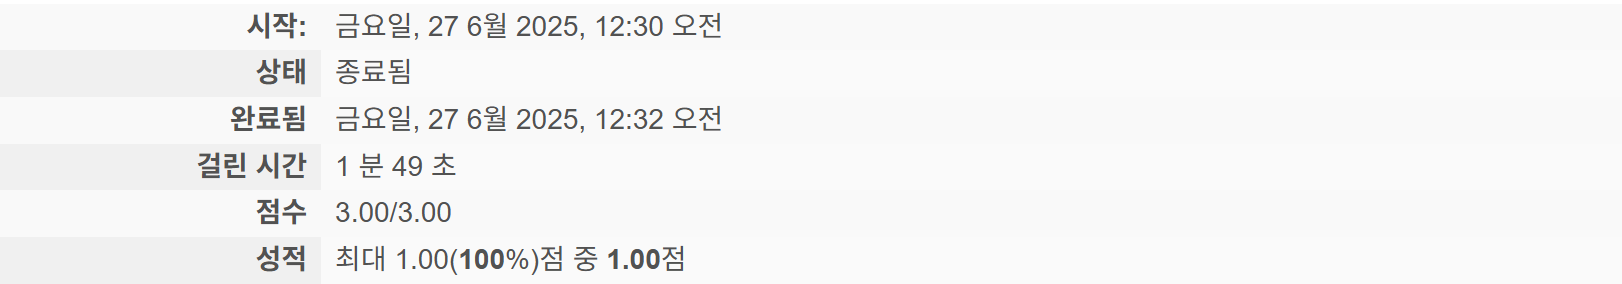 시작: 금요일, 27 6월 2025, 12:30 오전
상태 종료됨
완료됨 금요일, 27 6월 2025, 12:32 오전
걸린 시간 1 분 49 초
점수 3.00/3.00
성적 최대 1.00(100%)점 중 1.00점